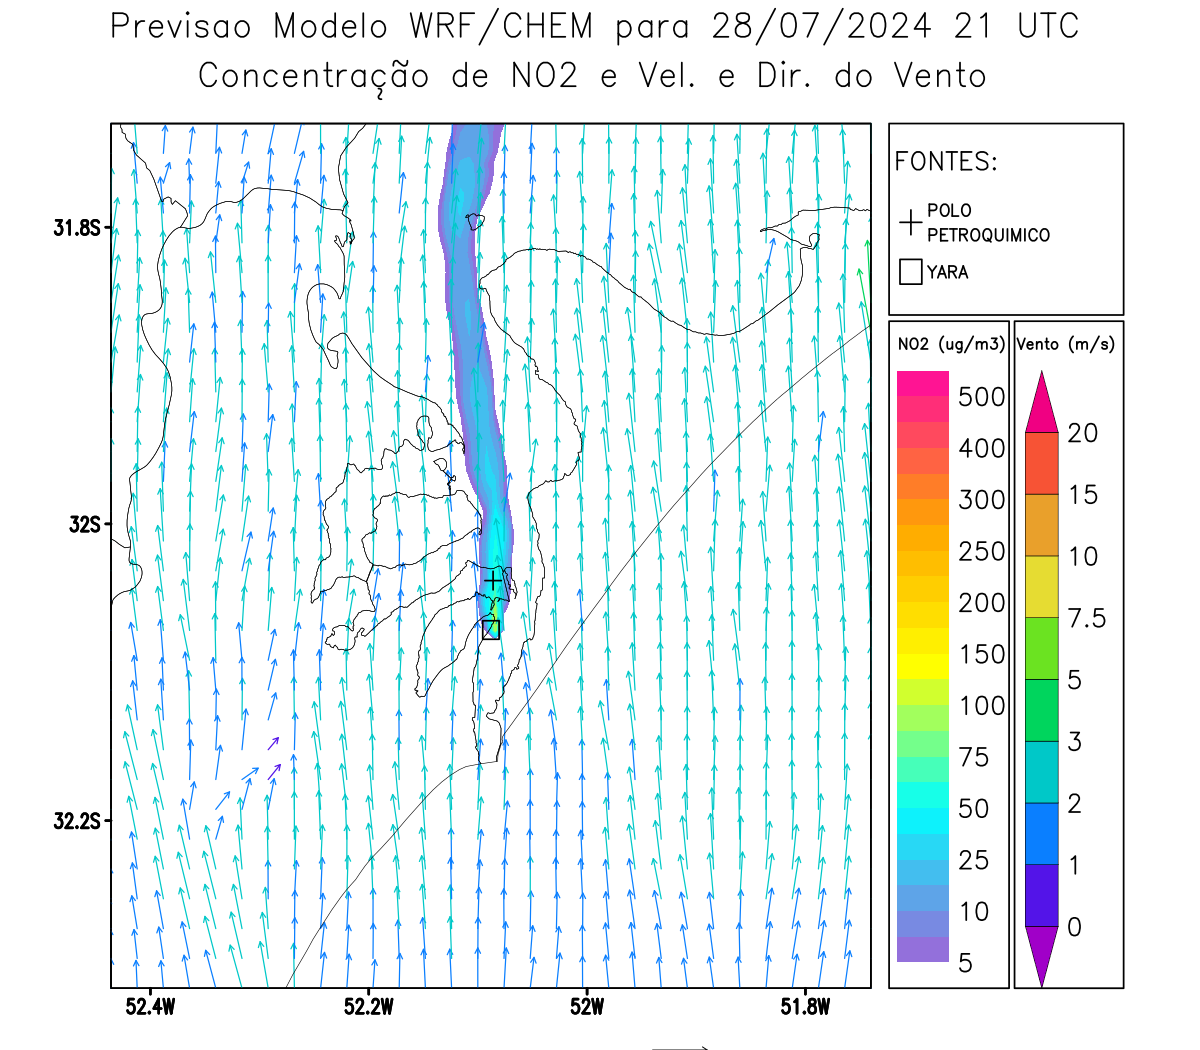 Previsao Modelo WRF/CHEM para 28/07/2024 21 UTC
Concentração de NO2 e Vel. e Dir. do Vento
FONTES:
POLO
PETROQUIMICO
YARA
NO2 (ug/m3)
500
400
300
250
200
150
100
75
50
25
10
5
Vento (m/s)
20
15
10
7.5
5
3
2
1
0
31.8S
32S
32.2S
52.4W
52.2W
52W
51.8W